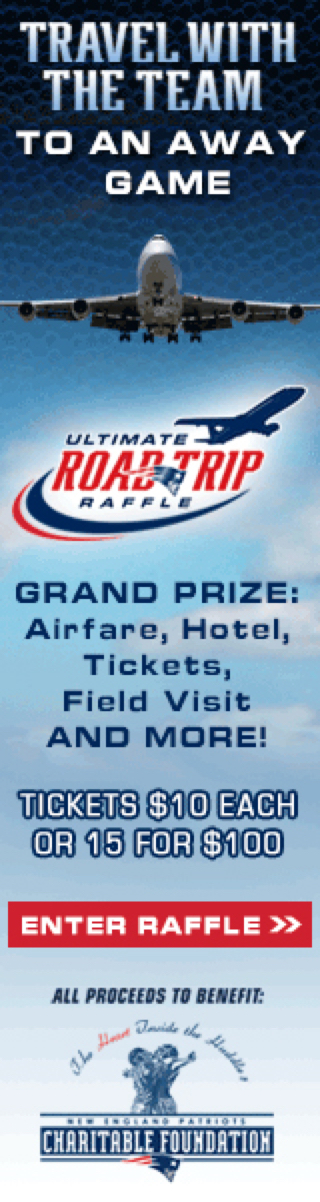 TRAVEL WITH
THE TEAM
TO AN AWAY
GAME
ULTIMATE
ROAD TRIP
RAFFLE
GRAND PRIZE:
Airfare, Hotel,
Tickets,
Field Visit
AND MORE!
TICKETS $10 EACH
OR 15 FOR $100
ENTER RAFFLE >>
ALL PROCEEDS TO BENEFIT:
The Heart Inside the Huddle
NEW ENGLAND PATRIOTS
CHARITABLE FOUNDATION